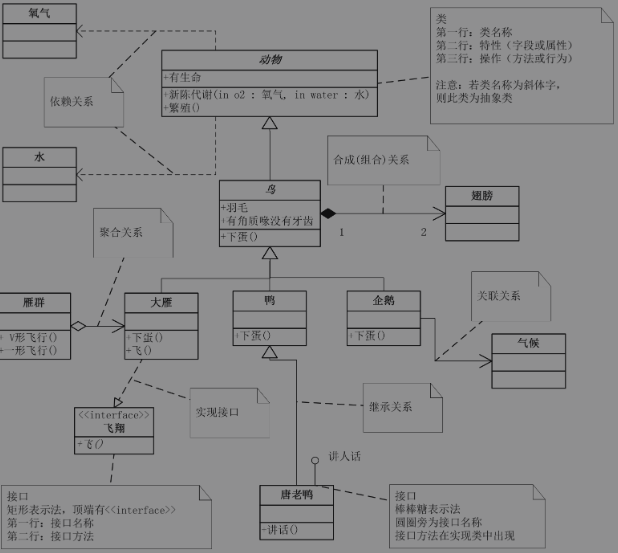 氧气
类
第一行：类名称
第二行：特性（字段或属性）
第三行：操作（方法或行为）
注意：若类名称为斜体字，
则此类为抽象类
动物
+有生命
+新陈代谢(in o2 : 氧气, in water : 水)
+繁殖()
依赖关系
水
合成(组合)关系
鸟
+羽毛
+有角质喙没有牙齿
+下蛋()
1
2
翅膀
聚合关系
雁群
+ V形飞行()
+一形飞行()
大雁
+下蛋()
+飞()
鸭
+下蛋()
企鹅
+下蛋()
关联关系
气候
<<interface>>
飞翔
+飞()
实现接口
继承关系
讲人话
接口
矩形表示法，顶端有<<interface>>
第一行：接口名称
第二行：接口方法
唐老鸭
+讲话()
接口
棒棒糖表示法
圆圈旁为接口名称
接口方法在实现类中出现